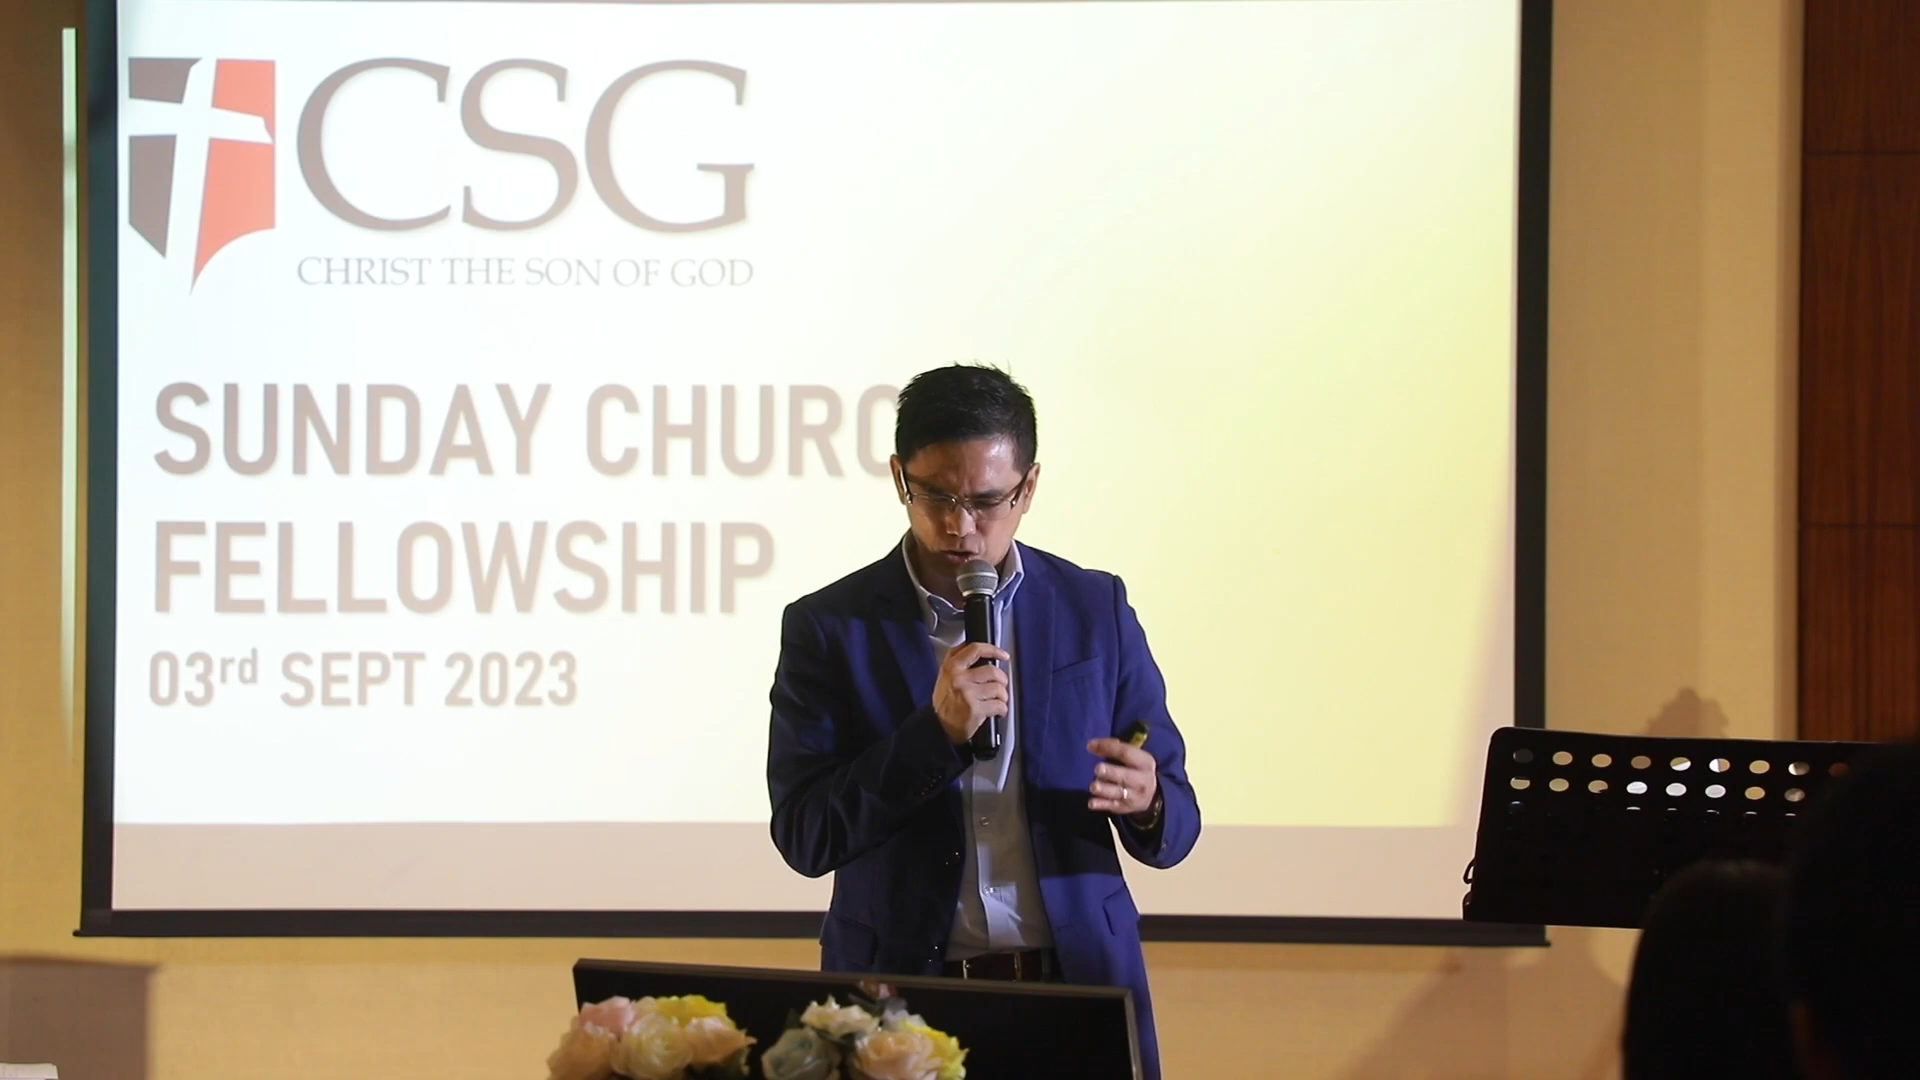 CSG
CHRIST THE SON OF GOD
SUNDAY CHURC
FELLOWSHIP
03rd SEPT 2023